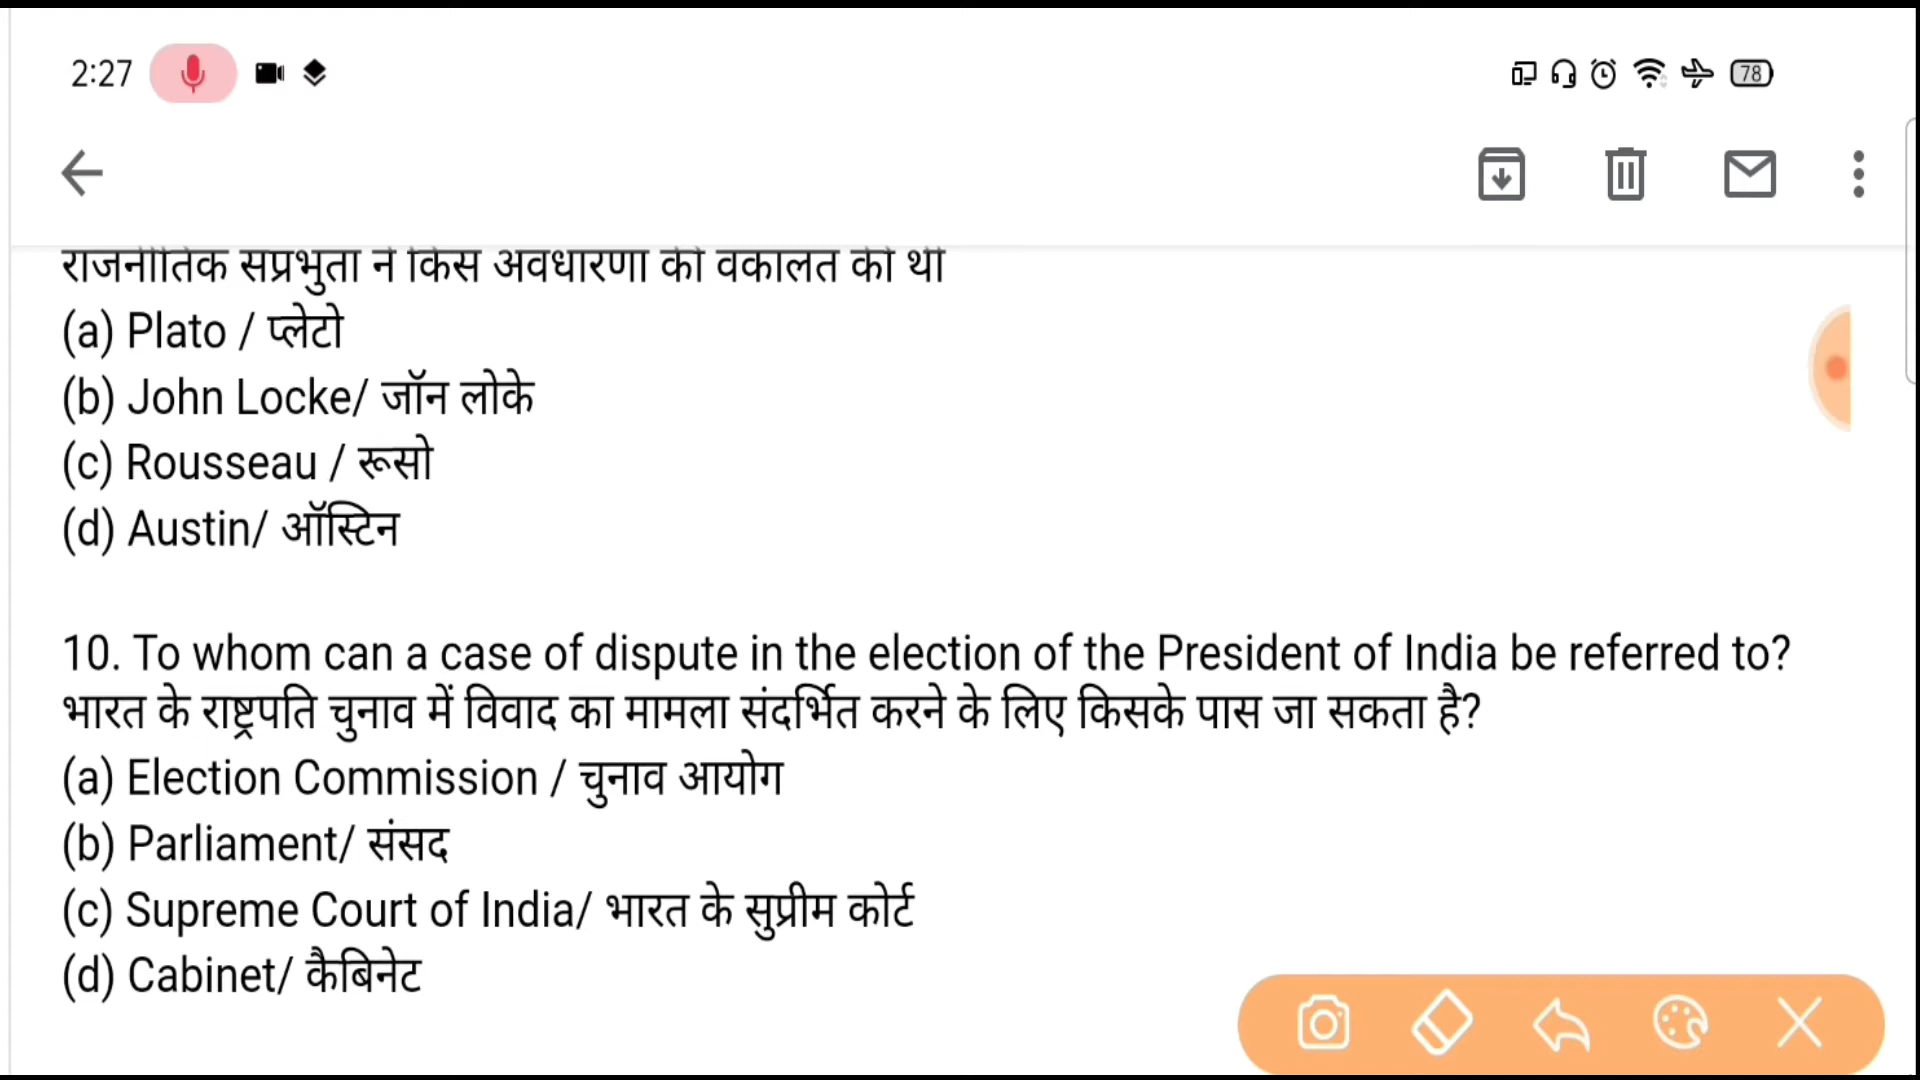 2:27
78
राजनीतिक संप्रभुता ने किस अवधारणा की वकालत की थी
(a) Plato / प्लेटो
(b) John Locke/ जॉन लोके
(c) Rousseau / रूसो
(d) Austin/ ऑस्टिन
10. To whom can a case of dispute in the election of the President of India be referred to?
भारत के राष्ट्रपति चुनाव में विवाद का मामला संदर्भित करने के लिए किसके पास जा सकता है?
(a) Election Commission / चुनाव आयोग
(b) Parliament/ संसद
(c) Supreme Court of India/ भारत के सुप्रीम कोर्ट
(d) Cabinet/ कैबिनेट